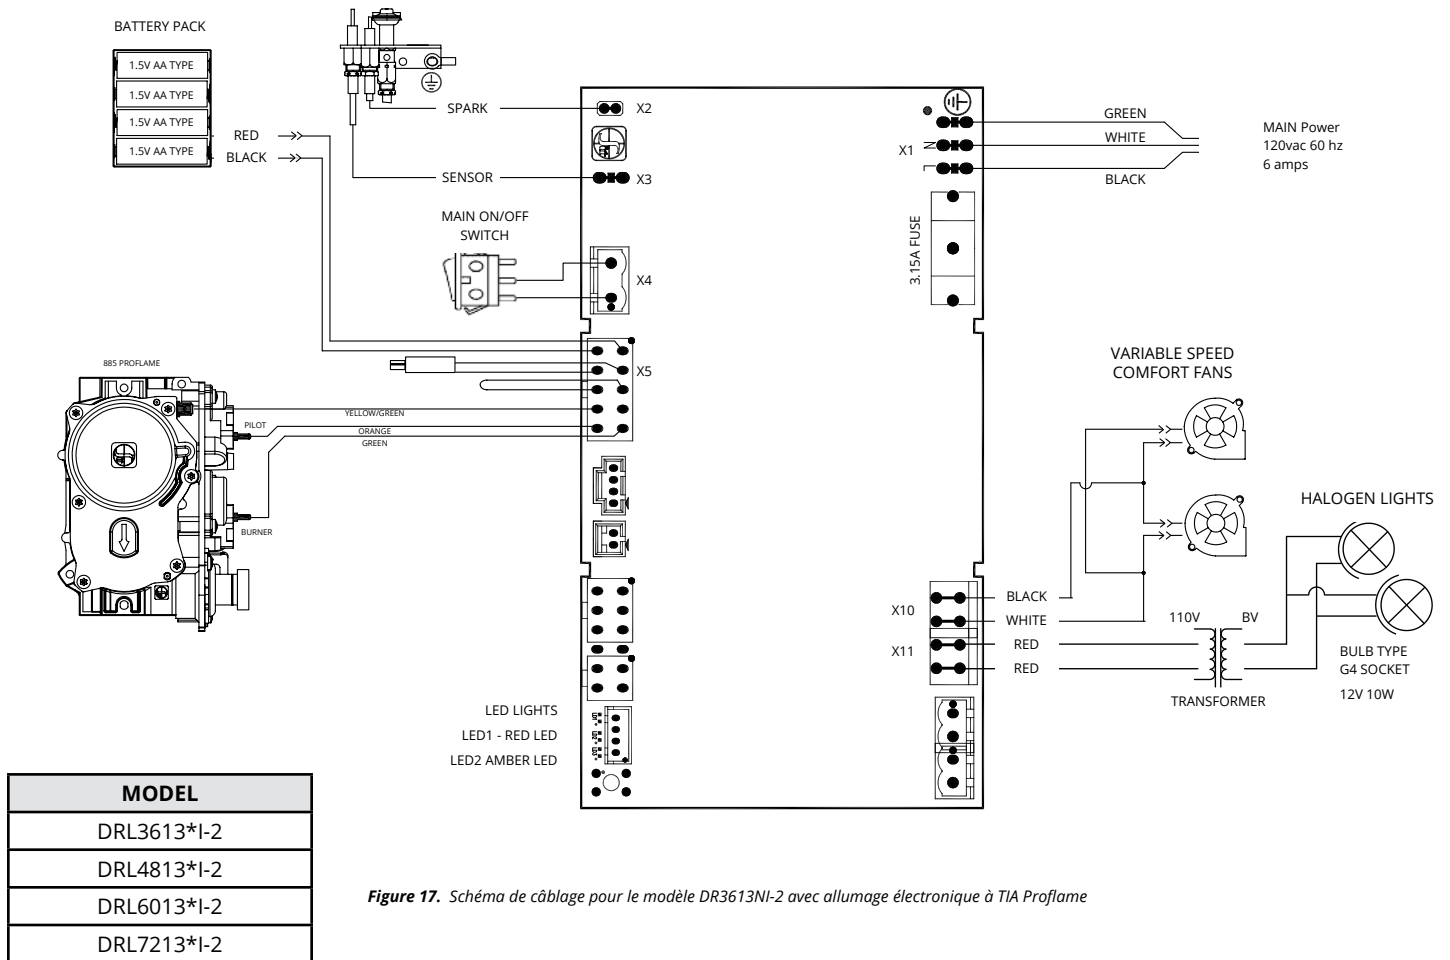 BATTERY PACK
1.5V AA TYPE
1.5V AA TYPE
1.5V AA TYPE
1.5V AA TYPE
RED
BLACK
SPARK
X2
SENSOR
X3
MAIN ON/OFF
SWITCH
X4
X5
885 PROFLAME
YELLOW/GREEN
PILOT
ORANGE
GREEN
BURNER
GREEN
WHITE
BLACK
X1
N
L
MAIN Power
120vac 60 hz
6 amps
3.15A FUSE
VARIABLE SPEED
COMFORT FANS
HALOGEN LIGHTS
X10
BLACK
WHITE
X11
RED
RED
110V
BV
TRANSFORMER
BULB TYPE
G4 SOCKET
12V 10W
LED LIGHTS
LED1 - RED LED
LED2 AMBER LED
MODEL
DRL3613*I-2
DRL4813*I-2
DRL6013*I-2
DRL7213*I-2
Figure 17. Schéma de câblage pour le modèle DR3613NI-2 avec allumage électronique à TIA Proflame